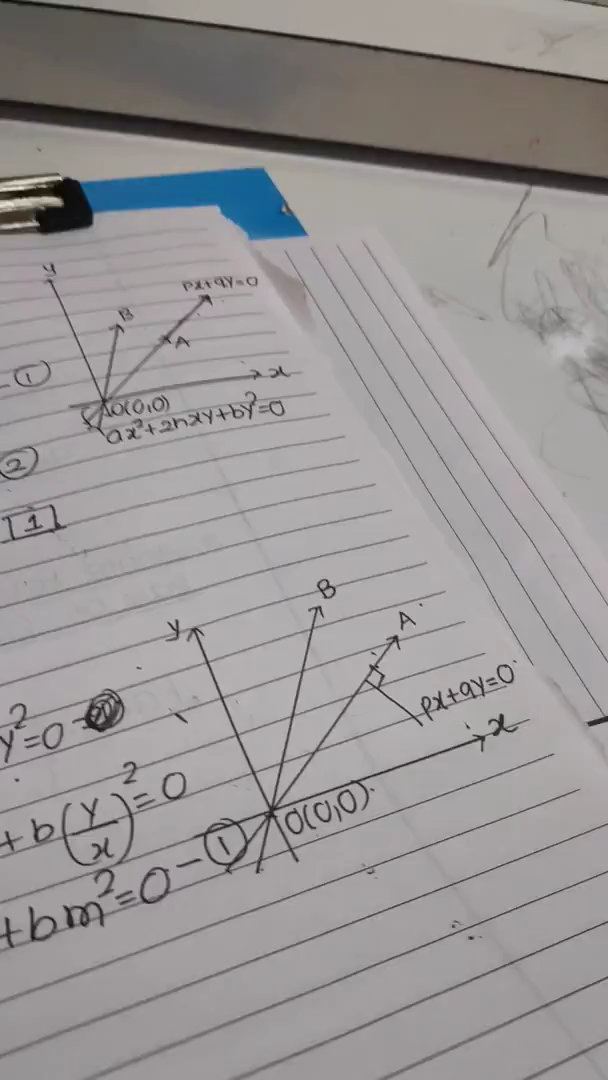 y
px+qy=0
B
A
- ①
x
O(0,0)
ax²+2hxy+by²=0
②
[1]
B
y
A
px+qy=0
y²=0
x
+b(y/x)²=0
O(0,0)
+bm²=0 - ①